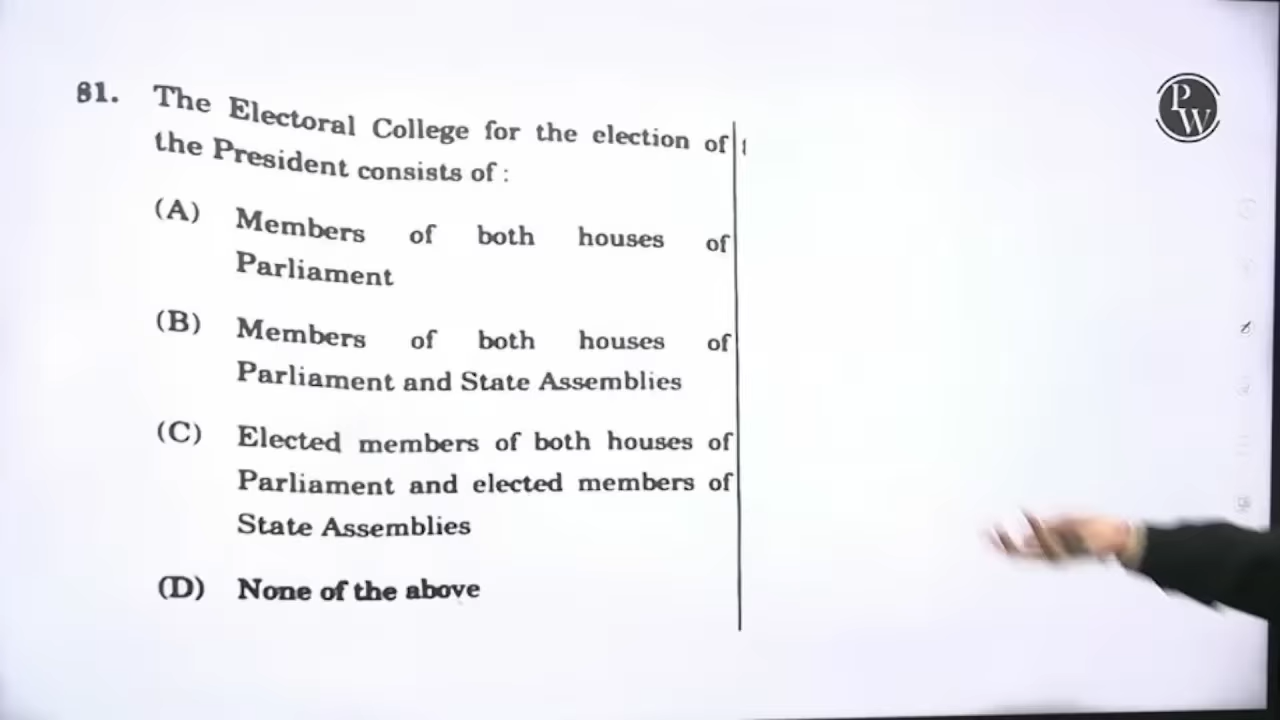 81. The Electoral College for the election of
the President consists of :
(A) Members of both houses of
Parliament
(B) Members of both houses of
Parliament and State Assemblies
(C) Elected members of both houses of
Parliament and elected members of
State Assemblies
(D) None of the above
P
W